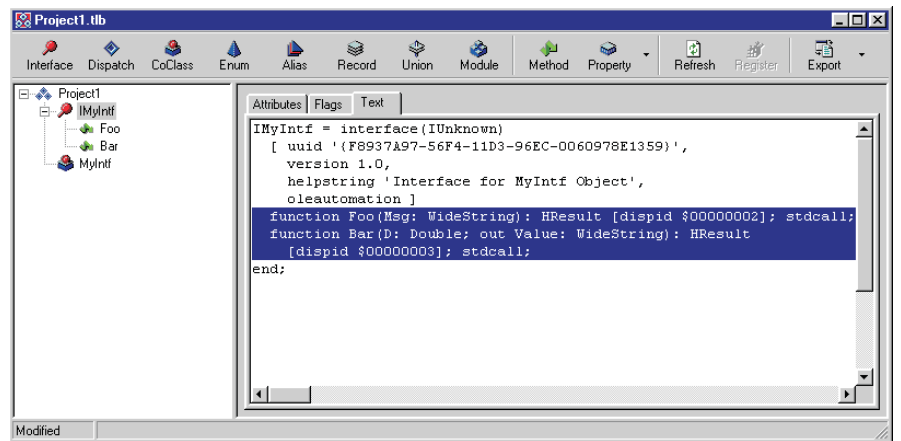 Project1.tlb
Interface Dispatch CoClass Enum Alias Record Union Module Method Property Refresh Register Export
Project1
IMyIntf
Foo
Bar
MyIntf
Attributes Flags Text
IMyIntf = interface(IUnknown)
[ uuid '{F8937A97-56F4-11D3-96EC-0060978E1359}',
version 1.0,
helpstring 'Interface for MyIntf Object',
oleautomation ]
function Foo(Msg: WideString): HResult [dispid $00000002]; stdcall;
function Bar(D: Double; out Value: WideString): HResult
[dispid $00000003]; stdcall;
end;
Modified